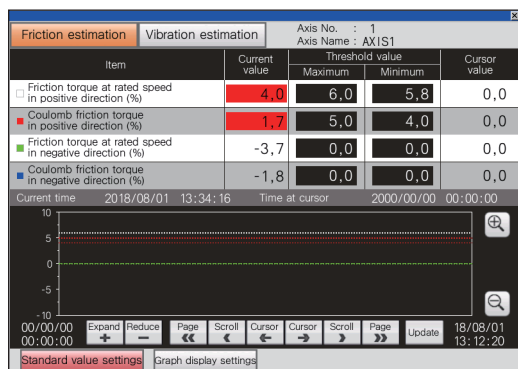 Friction estimation
Vibration estimation
Axis No. : 1
Axis Name : AXIS1
Item
Current value
Threshold value
Maximum
Minimum
Cursor value
Friction torque at rated speed
in positive direction (%)
4,0
6,0
5,8
0,0
Coulomb friction torque
in positive direction (%)
1,7
5,0
4,0
0,0
Friction torque at rated speed
in negative direction (%)
-3,7
0,0
0,0
0,0
Coulomb friction torque
in negative direction (%)
-1,8
0,0
0,0
0,0
Current time 2018/08/01 13:34:16 Time at cursor 2000/00/00 00:00:00
10
5
0
-5
-10
00/00/00
00:00:00
Expand
Reduce
Page
Scroll
Cursor
Cursor
Scroll
Page
Update
18/08/01
13:12:20
Standard value settings
Graph display settings